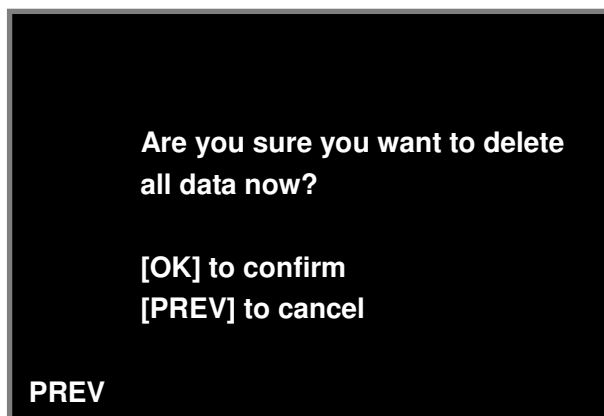 Are you sure you want to delete
all data now?
[OK] to confirm
[PREV] to cancel
PREV